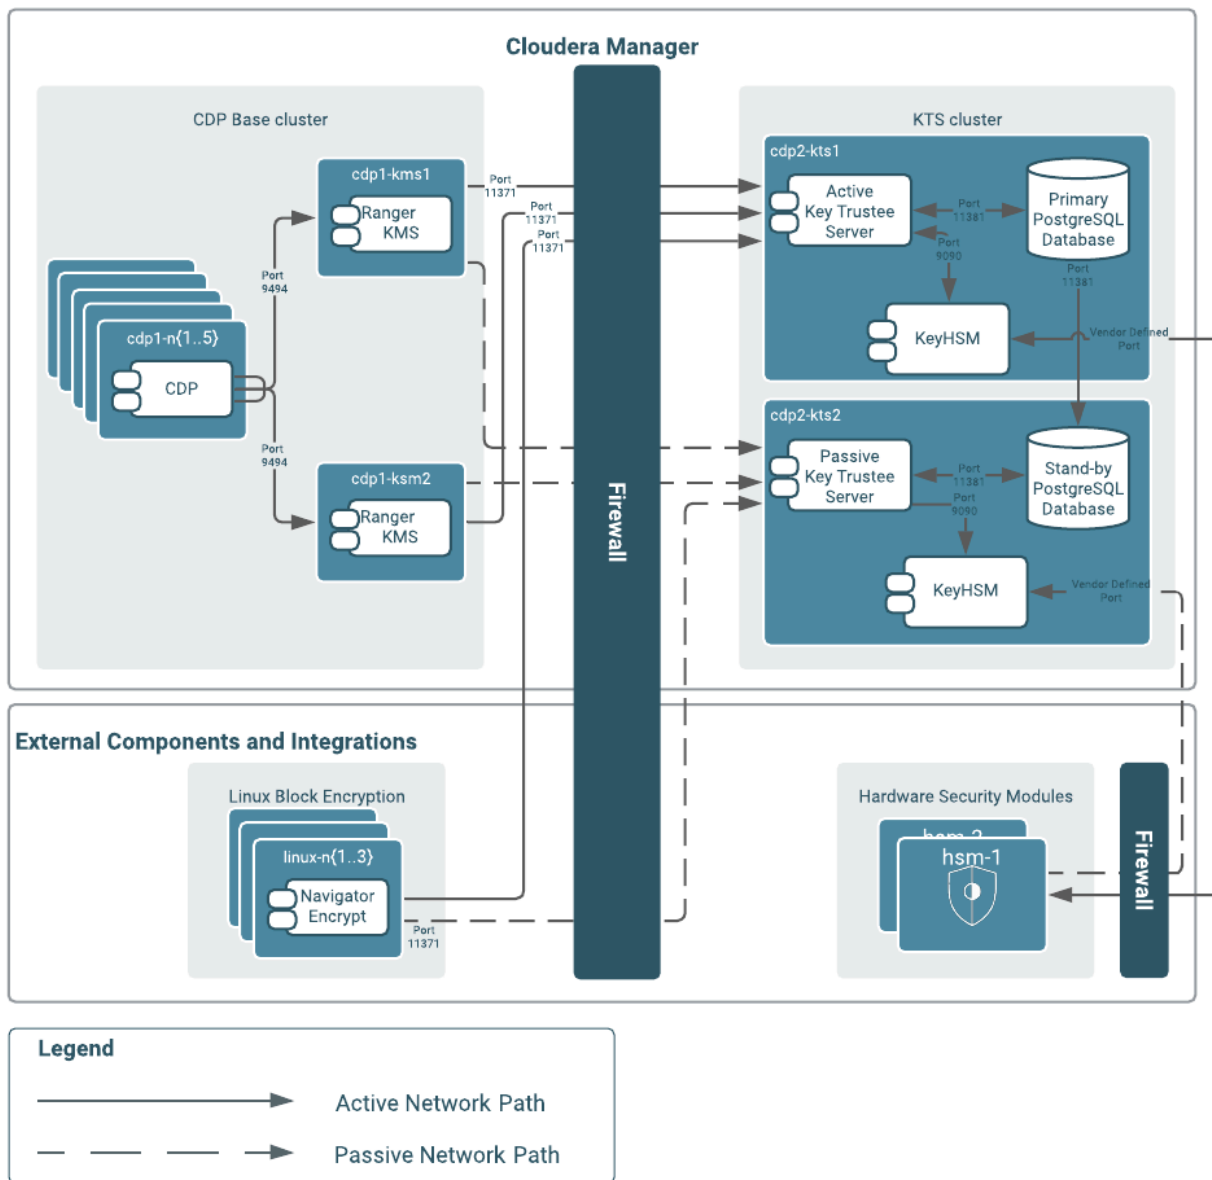 Cloudera Manager
CDP Base cluster
KTS cluster
cdp1-kms1
Ranger
KMS
Port
11371
Port
11371
Port
11371
cdp2-kts1
Active
Key Trustee
Server
Port
11381
Primary
PostgreSQL
Database
Port
9090
Port
11381
Port
9494
cdp1-n{1..5}
CDP
KeyHSM
Vendor Defined
Port
Port
9494
cdp1-ksm2
Ranger
KMS
Firewall
cdp2-kts2
Passive
Key Trustee
Server
Port
11381
Stand-by
PostgreSQL
Database
Port
9090
KeyHSM
Vendor Defined
Port
External Components and Integrations
Linux Block Encryption
linux-n{1..3}
Navigator
Encrypt
Port
11371
Hardware Security Modules
hsm-2
hsm-1
Firewall
Legend
Active Network Path
Passive Network Path